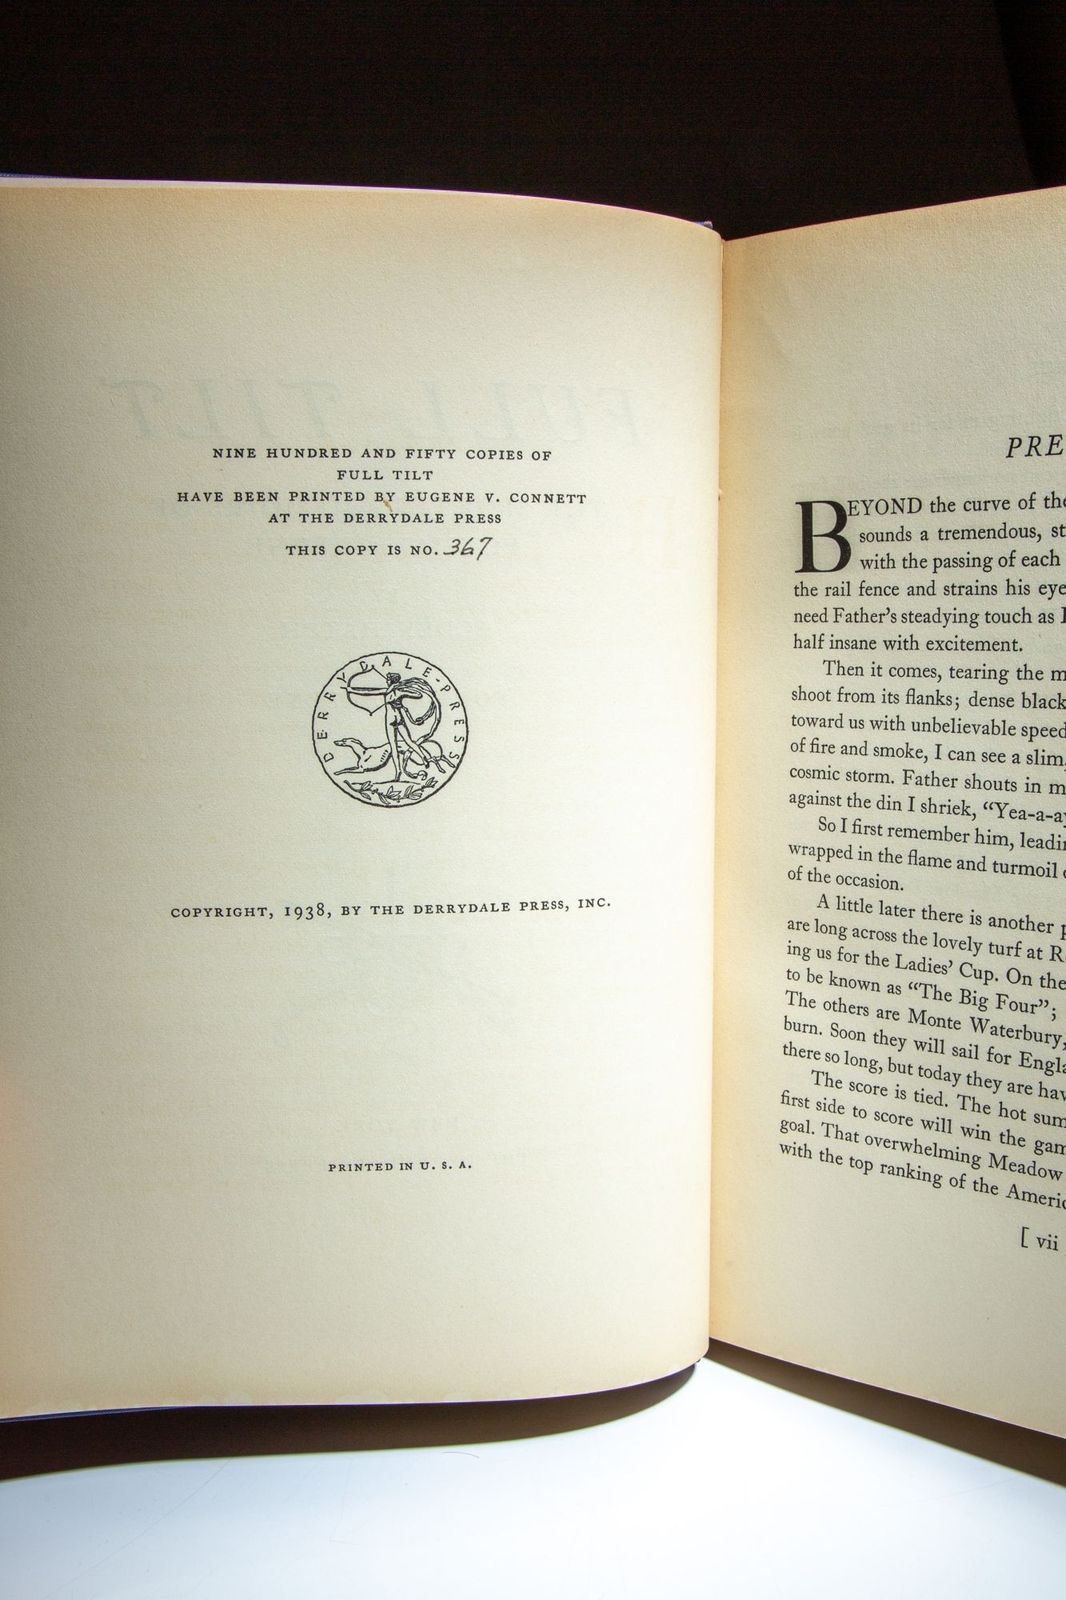 NINE HUNDRED AND FIFTY COPIES OF
FULL TILT
HAVE BEEN PRINTED BY EUGENE V. CONNETT
AT THE DERRYDALE PRESS
THIS COPY IS NO. 367
DERRYDALE-PRESS
COPYRIGHT, 1938, BY THE DERRYDALE PRESS, INC.
PRINTED IN U. S. A.
PRE
BEYOND the curve of the
sounds a tremendous, st
with the passing of each
the rail fence and strains his eye
need Father's steadying touch as I
half insane with excitement.
Then it comes, tearing the m
shoot from its flanks; dense black
toward us with unbelievable speed
of fire and smoke, I can see a slim,
cosmic storm. Father shouts in m
against the din I shriek, “Yea-a-ay
So I first remember him, leadin
wrapped in the flame and turmoil
of the occasion.
A little later there is another p
are long across the lovely turf at R
ing us for the Ladies' Cup. On the
to be known as “The Big Four”;
The others are Monte Waterbury,
burn. Soon they will sail for Engla
there so long, but today they are hav
The score is tied. The hot sum
first side to score will win the gam
goal. That overwhelming Meadow
with the top ranking of the Americ
[ vii